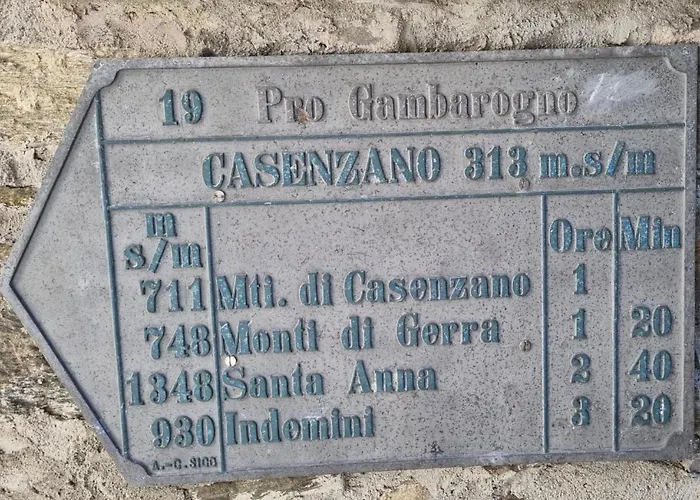 19 Pro Gambarogno
CASENZANO 313 m.s/m
m s/m Ore Min
711 Mti. di Casenzano 1
748 Monti di Gerra 1 20
1348 Santa Anna 2 40
930 Indemini 3 20